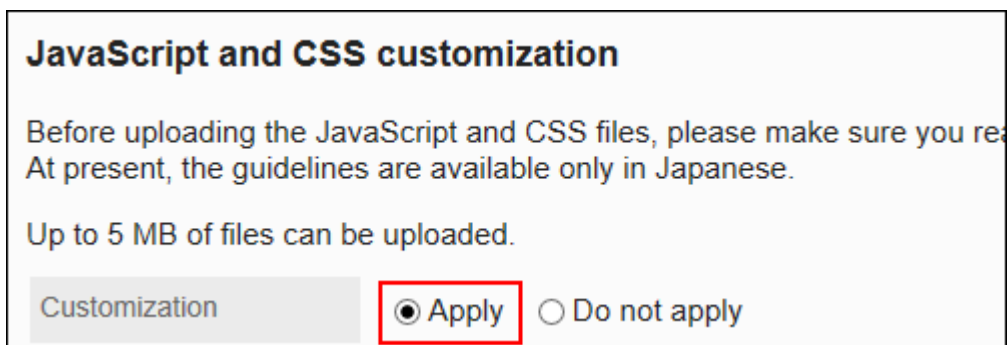 JavaScript and CSS customization
Before uploading the JavaScript and CSS files, please make sure you
At present, the guidelines are available only in Japanese.
Up to 5 MB of files can be uploaded.
Customization Apply Do not apply